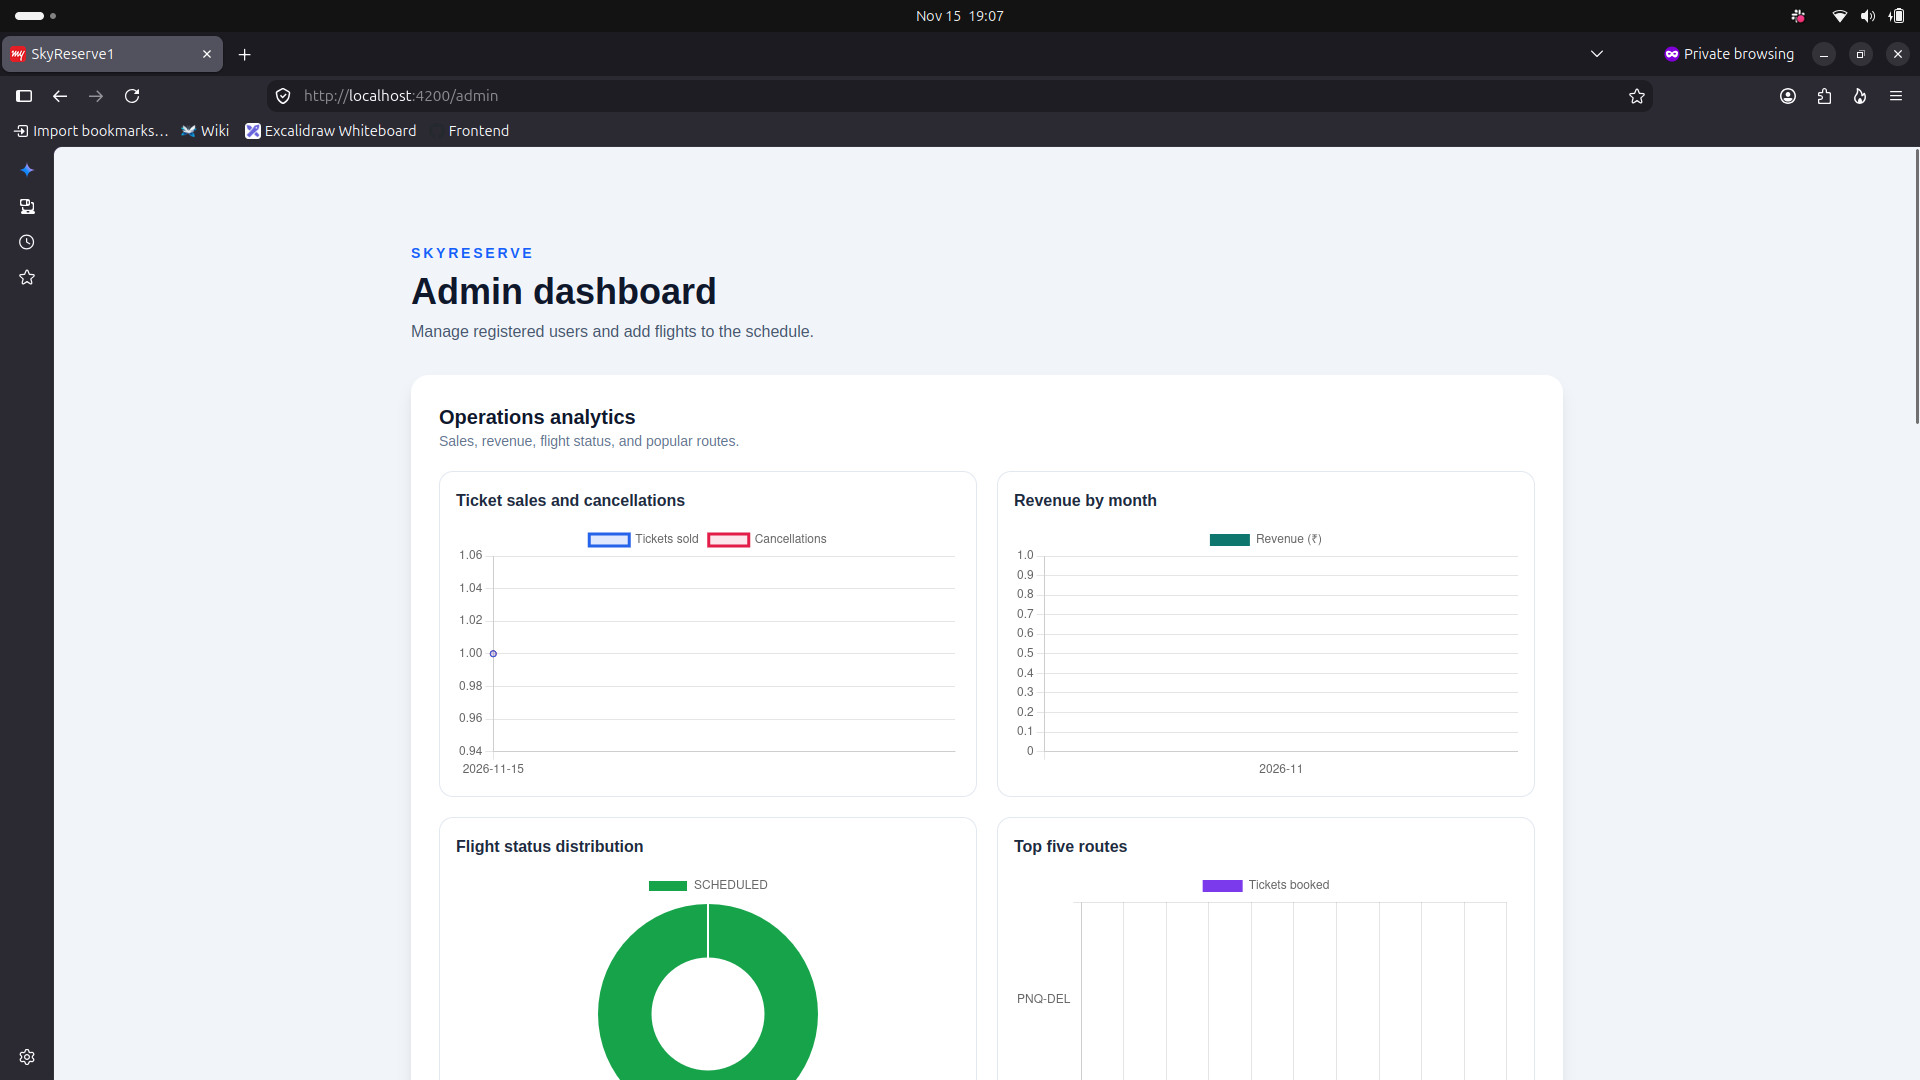 Nov 15 19:07
SkyReserve1
Private browsing
http://localhost:4200/admin
Import bookmarks... Wiki Excalidraw Whiteboard Frontend
SKYRESERVE
Admin dashboard
Manage registered users and add flights to the schedule.
Operations analytics
Sales, revenue, flight status, and popular routes.
Ticket sales and cancellations
Tickets sold Cancellations
1.06
1.04
1.02
1.00
0.98
0.96
0.94
2026-11-15
Revenue by month
Revenue (₹)
1.0
0.9
0.8
0.7
0.6
0.5
0.4
0.3
0.2
0.1
0
2026-11
Flight status distribution
SCHEDULED
Top five routes
Tickets booked
PNQ-DEL